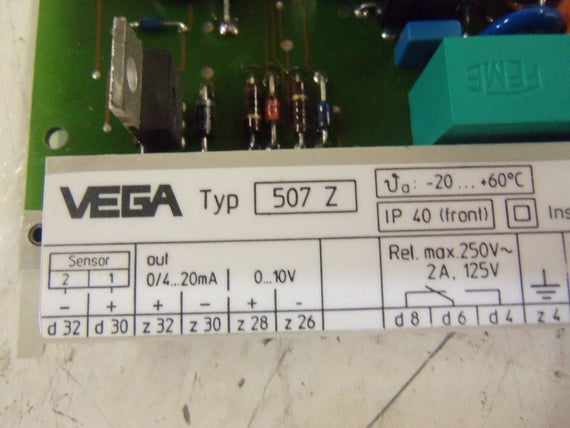 FEME
VEGA Typ 507 Z
ϑa: -20 ... +60°C
IP 40 (front) Ins
Sensor
2 1
out
0/4...20mA 0...10V
Rel. max.250V~
2A, 125V
− + + − + -
d 32 d 30 z 32 z 30 z 28 z 26 d 8 d 6 d 4 z 4